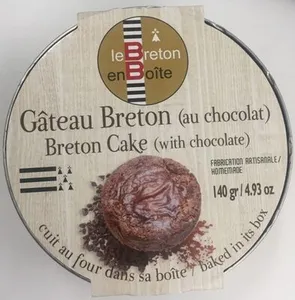 le Breton
en Boîte
Gâteau Breton (au chocolat)
Breton Cake (with chocolate)
FABRICATION ARTISANALE/
HOMEMADE
140 gr / 4.93 oz
cuit au four dans sa boîte / baked in its box